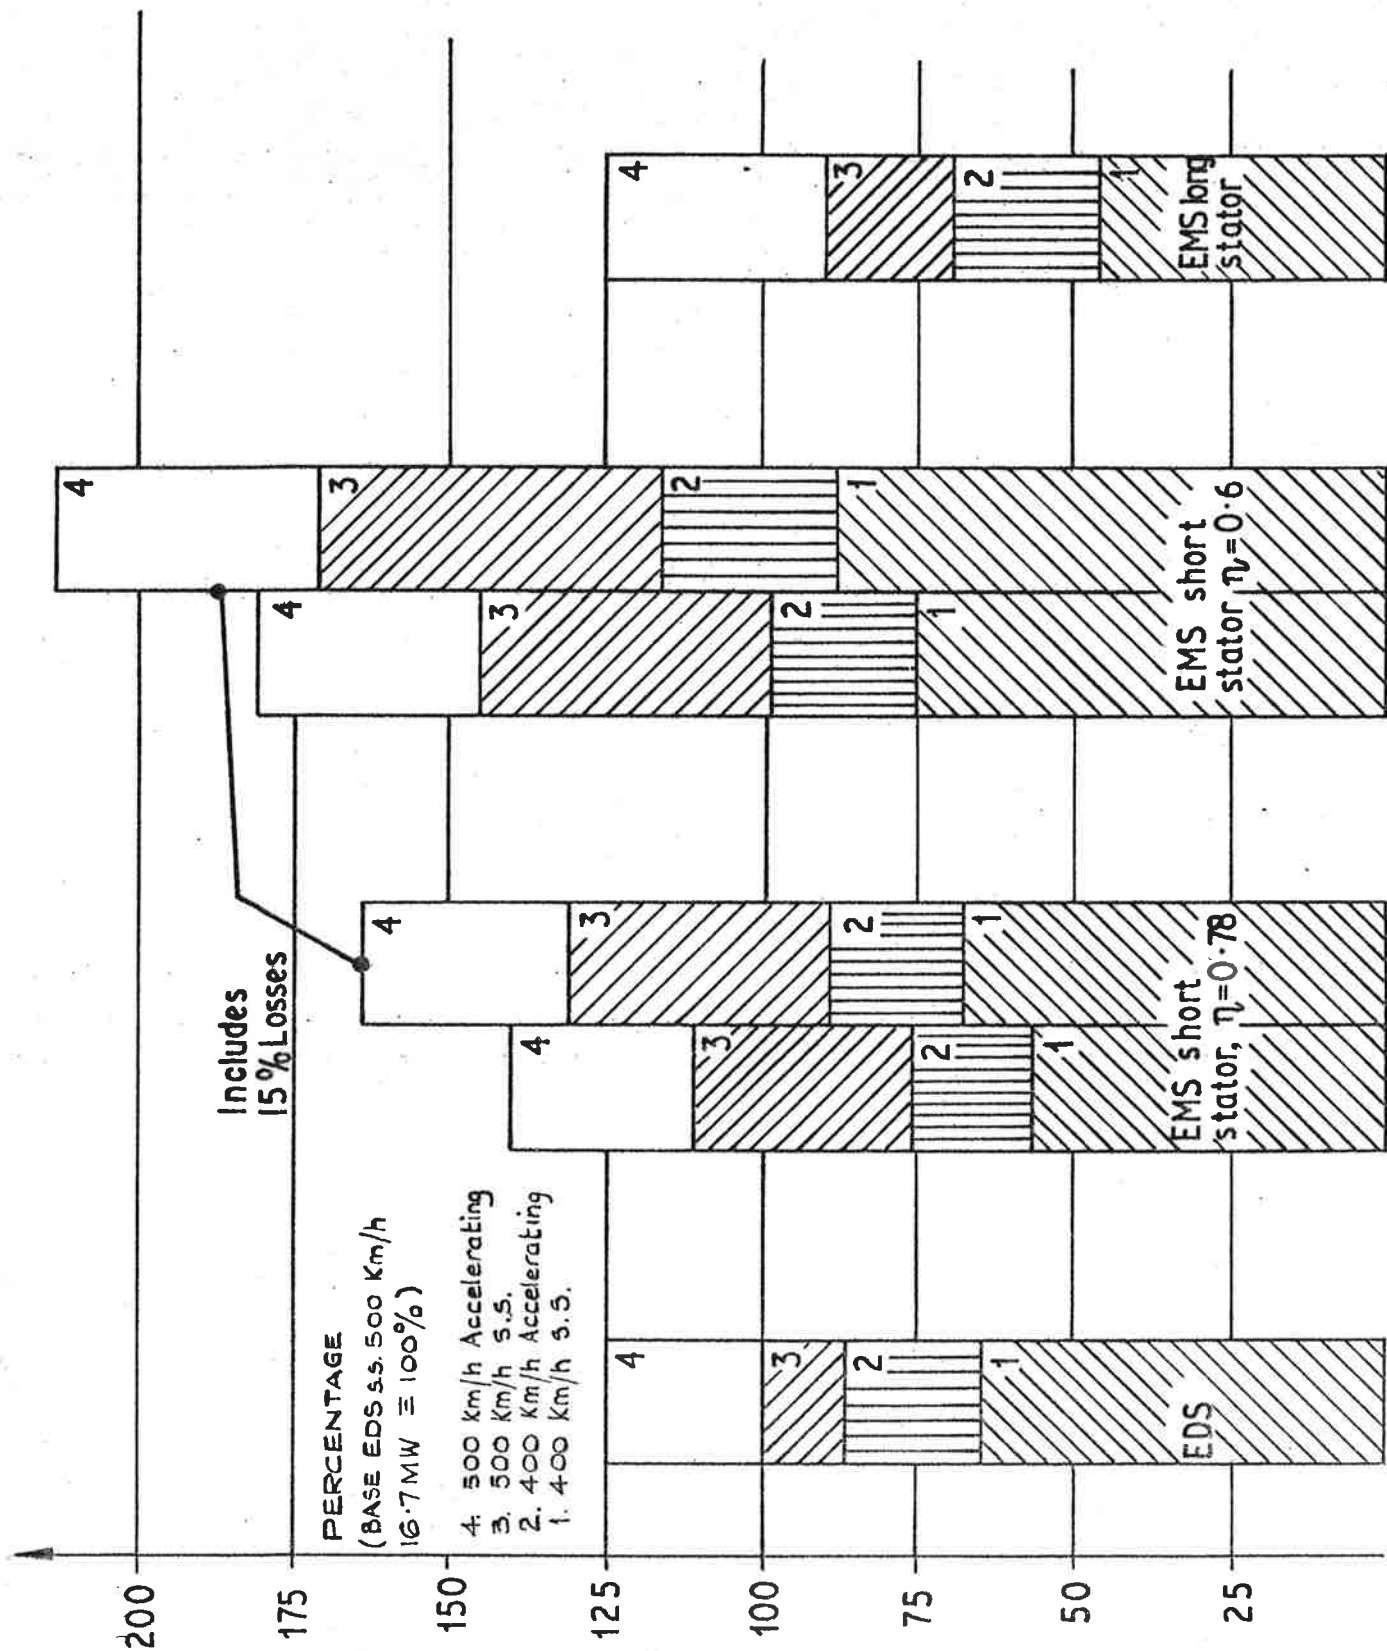 200
175
150
125
100
75
50
25
PERCENTAGE
(BASE EDS s.s. 500 Km/h
16·7 MW ≡ 100%)
4. 500 Km/h Accelerating
3. 500 Km/h S.S.
2. 400 Km/h Accelerating
1. 400 Km/h S.S.
Includes
15% Losses
4
3
2
1
EDS
4
3
2
1
4
3
2
1
EMS short
stator, η=0·78
4
3
2
1
4
3
2
1
EMS short
stator η=0·6
4
3
2
1
EMS long
stator